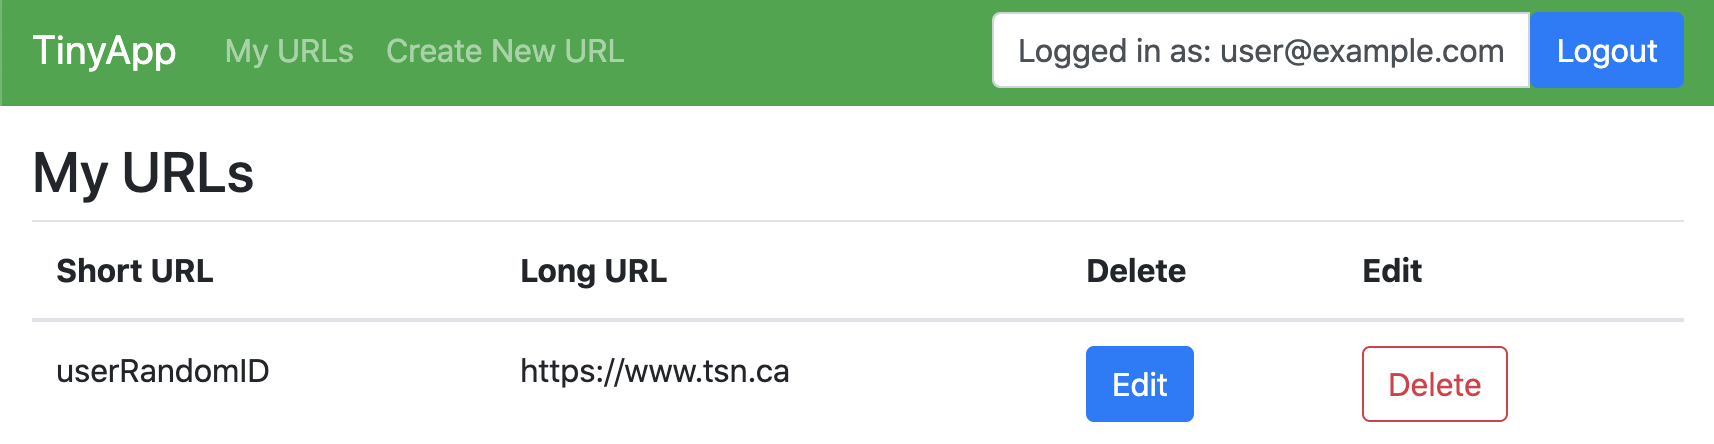 TinyApp My URLs Create New URL Logged in as: user@example.com Logout
My URLs
Short URL Long URL Delete Edit
userRandomID https://www.tsn.ca Edit Delete